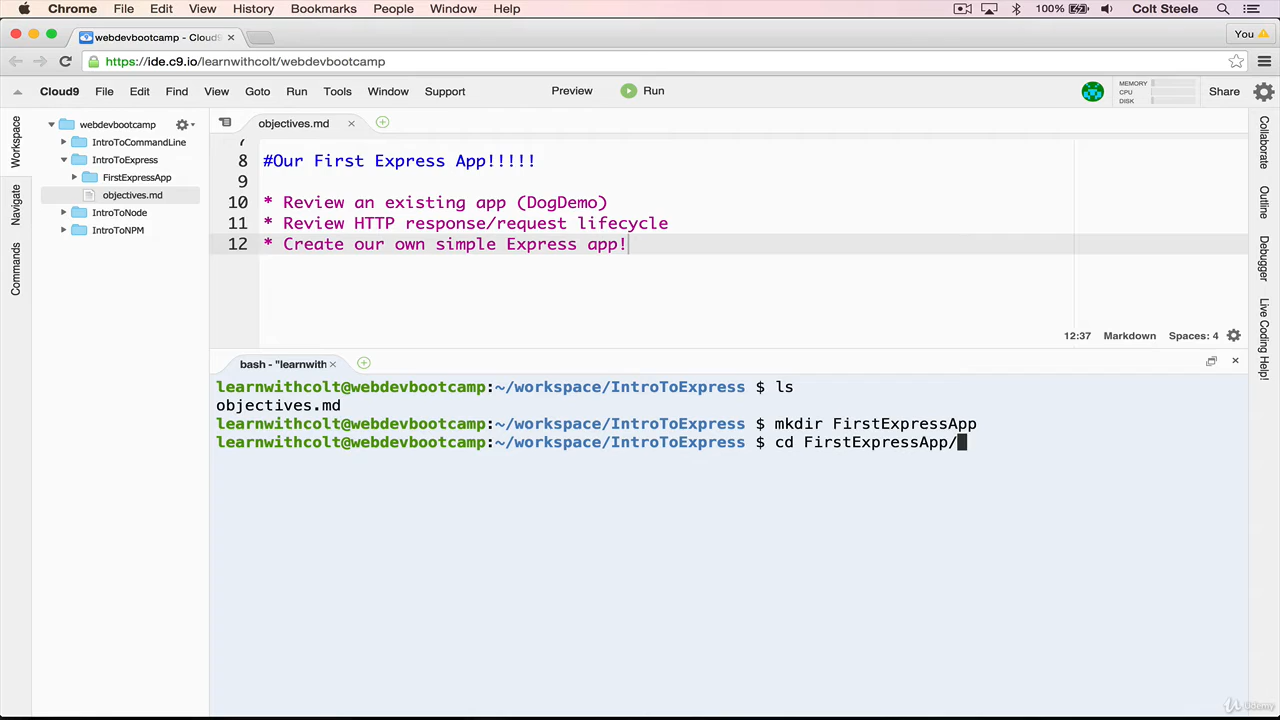 Chrome File Edit View History Bookmarks People Window Help 100% Colt Steele
webdevbootcamp - Cloud9 You
https://ide.c9.io/learnwithcolt/webdevbootcamp
Cloud9 File Edit Find View Goto Run Tools Window Support Preview Run MEMORY CPU DISK Share
Workspace
Navigate
Commands
webdevbootcamp
IntroToCommandLine
IntroToExpress
FirstExpressApp
objectives.md
IntroToNode
IntroToNPM
objectives.md
7
8 #Our First Express App!!!!!
9
10 * Review an existing app (DogDemo)
11 * Review HTTP response/request lifecycle
12 * Create our own simple Express app!
12:37 Markdown Spaces: 4
bash - "learnwith
learnwithcolt@webdevbootcamp:~/workspace/IntroToExpress $ ls
objectives.md
learnwithcolt@webdevbootcamp:~/workspace/IntroToExpress $ mkdir FirstExpressApp
learnwithcolt@webdevbootcamp:~/workspace/IntroToExpress $ cd FirstExpressApp/
Collaborate
Outline
Debugger
Live Coding Help!
Udemy